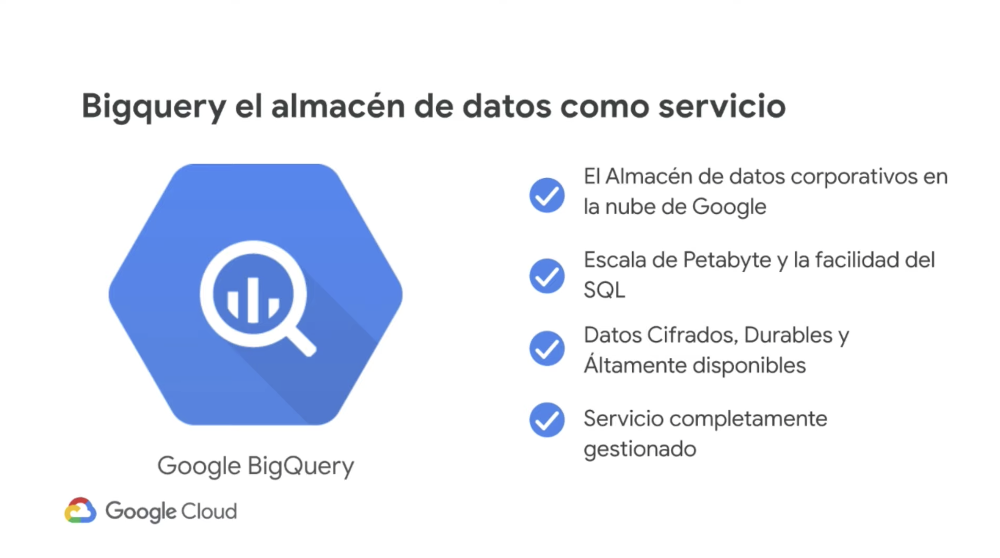 Bigquery el almacén de datos como servicio
El Almacén de datos corporativos en
la nube de Google
Escala de Petabyte y la facilidad del
SQL
Datos Cifrados, Durables y
Áltamente disponibles
Servicio completamente
gestionado
Google BigQuery
Google Cloud